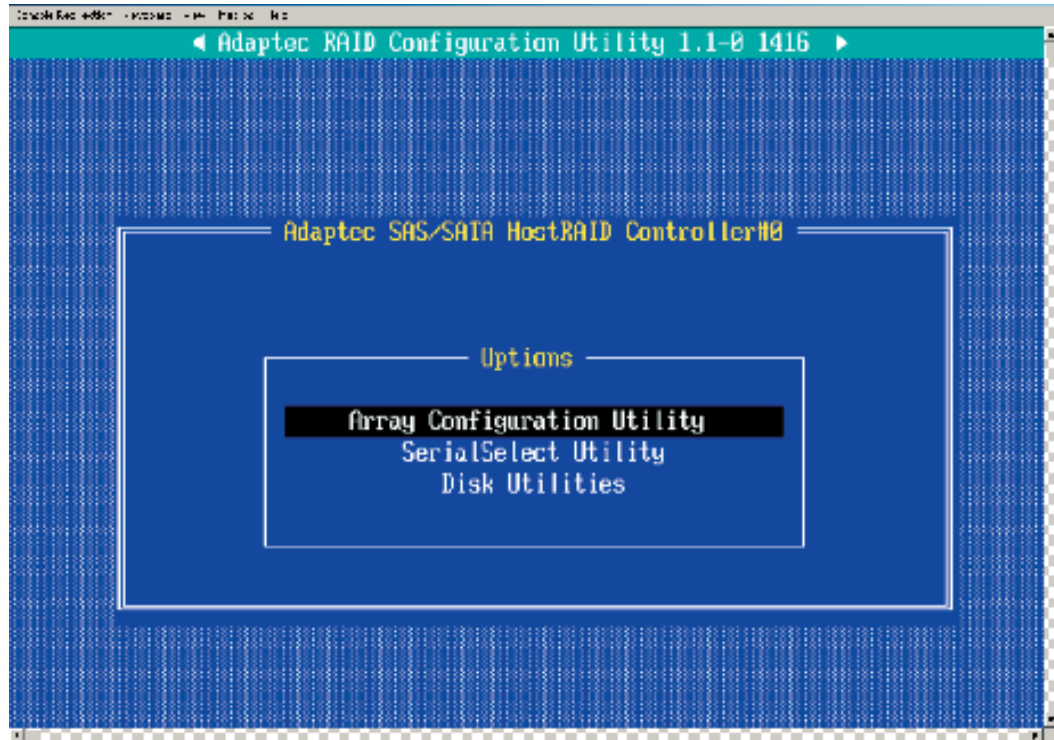 Adaptec RAID Configuration Utility 1.1-0 1416
Adaptec SAS/SATA HostRAID Controller#0
Options
Array Configuration Utility
SerialSelect Utility
Disk Utilities